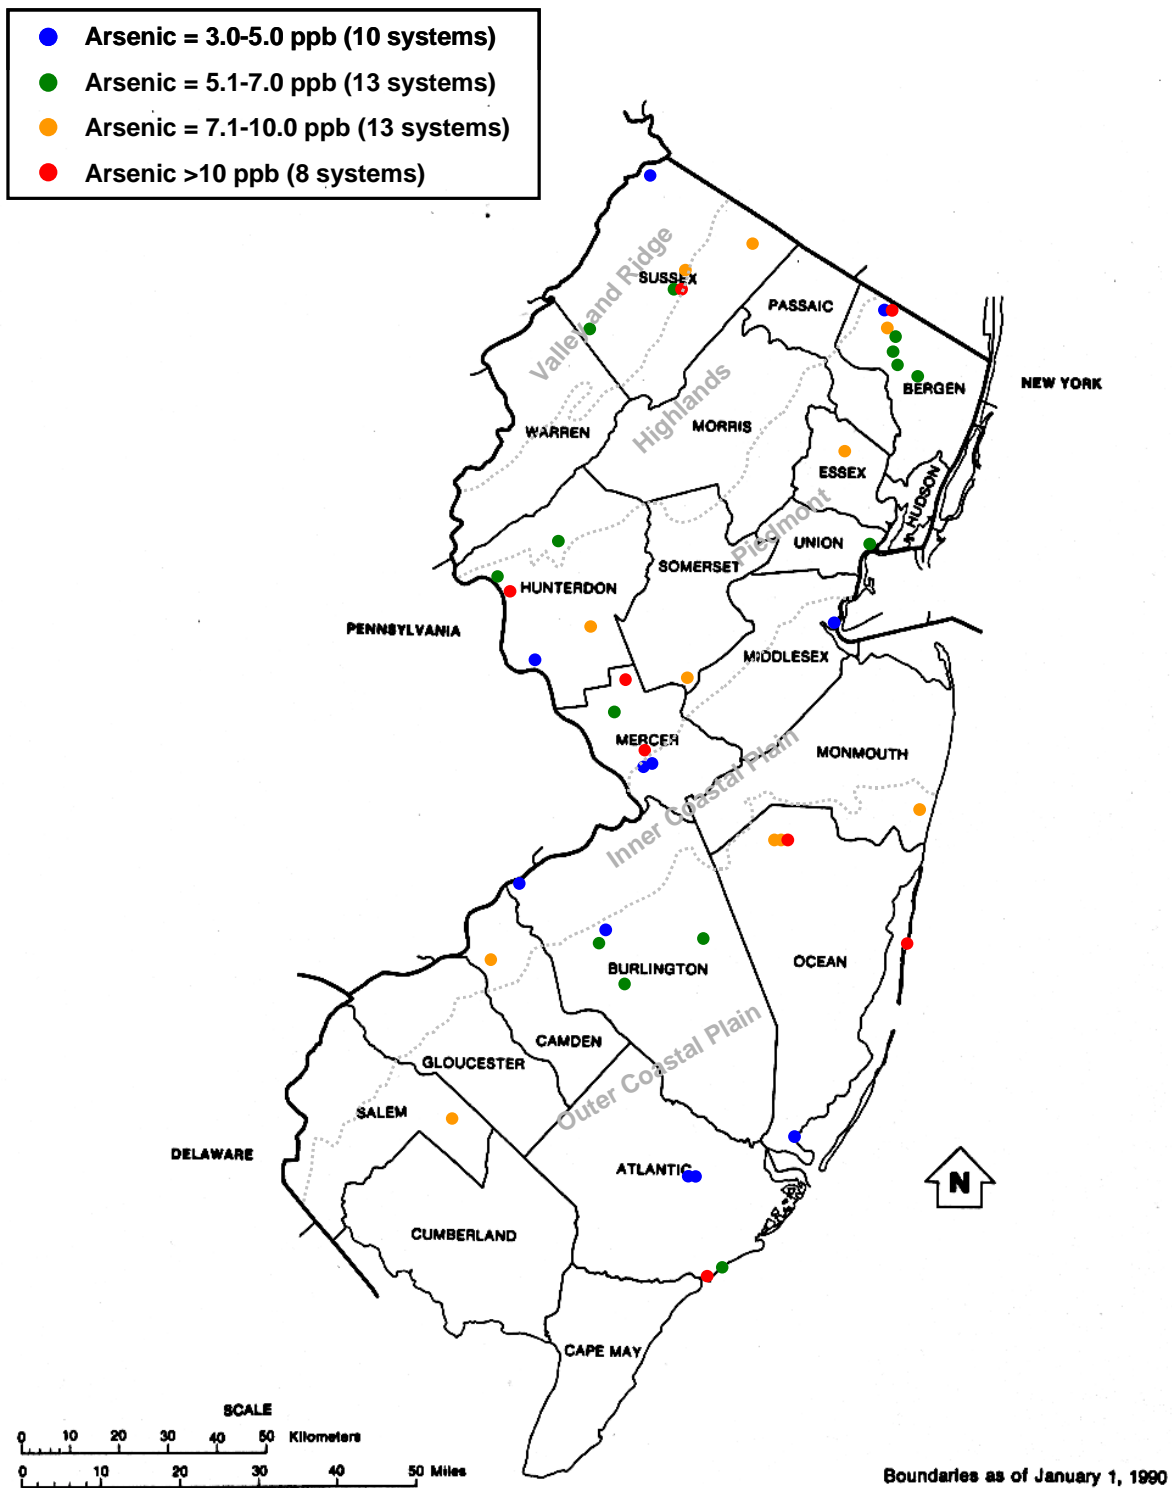 Arsenic = 3.0-5.0 ppb (10 systems)
Arsenic = 5.1-7.0 ppb (13 systems)
Arsenic = 7.1-10.0 ppb (13 systems)
Arsenic >10 ppb (8 systems)
Valley and Ridge
SUSSEX
PASSAIC
BERGEN
NEW YORK
Highlands
WARREN
MORRIS
ESSEX
HUDSON
Piedmont
UNION
SOMERSET
HUNTERDON
PENNSYLVANIA
MIDDLESEX
MERCER
MONMOUTH
Inner Coastal Plain
OCEAN
BURLINGTON
CAMDEN
Outer Coastal Plain
GLOUCESTER
SALEM
DELAWARE
ATLANTIC
N
CUMBERLAND
CAPE MAY
SCALE
0 10 20 30 40 50 Kilometers
0 10 20 30 40 50 Miles
Boundaries as of January 1, 1990